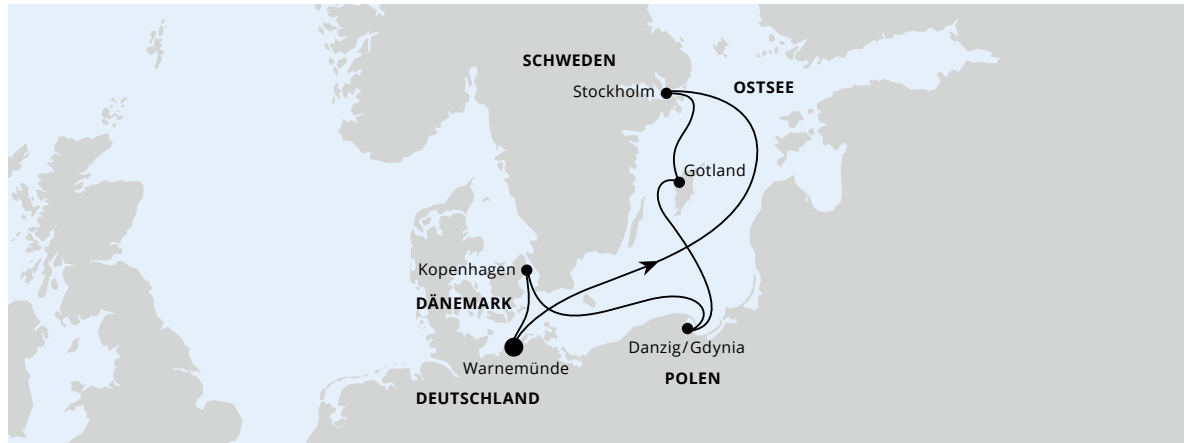 SCHWEDEN
Stockholm
OSTSEE
Gotland
Kopenhagen
DÄNEMARK
Danzig/Gdynia
Warnemünde
POLEN
DEUTSCHLAND